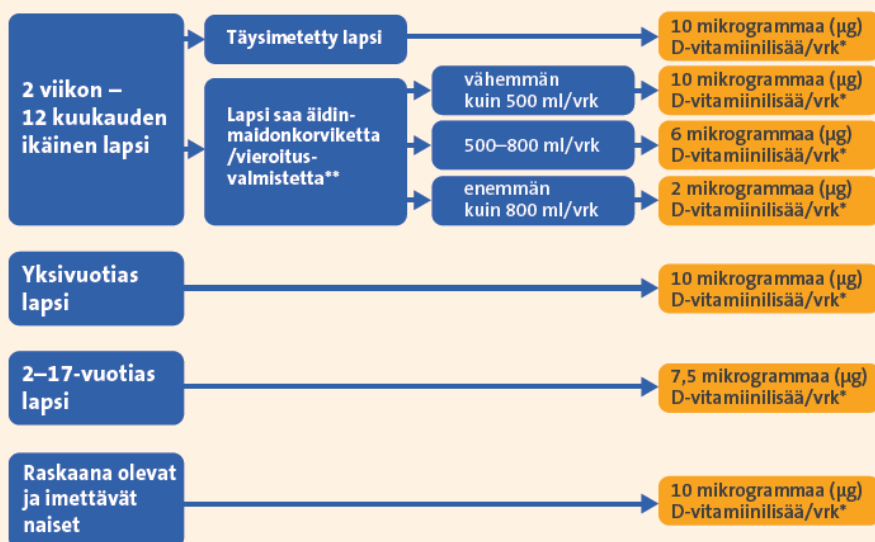 2 viikon –
12 kuukauden
ikäinen lapsi
Täysimetetty lapsi
10 mikrogrammaa (µg)
D-vitamiinilisää/vrk*
Lapsi saa äidin-
maidonkorviketta
/vieroitus-
valmistetta**
vähemmän
kuin 500 ml/vrk
10 mikrogrammaa (µg)
D-vitamiinilisää/vrk*
500–800 ml/vrk
6 mikrogrammaa (µg)
D-vitamiinilisää/vrk*
enemmän
kuin 800 ml/vrk
2 mikrogrammaa (µg)
D-vitamiinilisää/vrk*
Yksivuotias
lapsi
10 mikrogrammaa (µg)
D-vitamiinilisää/vrk*
2–17-vuotias
lapsi
7,5 mikrogrammaa (µg)
D-vitamiinilisää/vrk*
Raskaana olevat
ja imettävät
naiset
10 mikrogrammaa (µg)
D-vitamiinilisää/vrk*